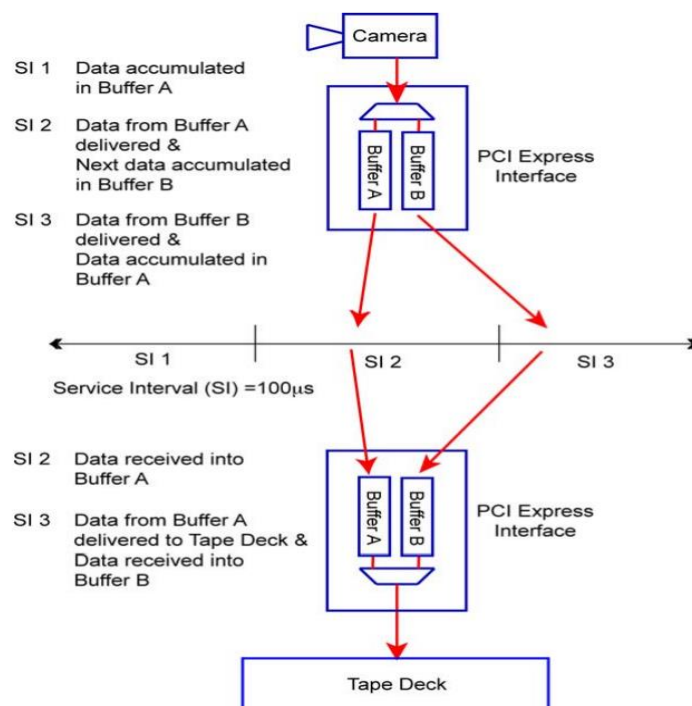 Camera
SI 1 Data accumulated
in Buffer A
SI 2 Data from Buffer A
delivered &
Next data accumulated
in Buffer B
SI 3 Data from Buffer B
delivered &
Data accumulated in
Buffer A
Buffer A
Buffer B
PCI Express
Interface
SI 1
SI 2
SI 3
Service Interval (SI) =100µs
SI 2 Data received into
Buffer A
SI 3 Data from Buffer A
delivered to Tape Deck &
Data received into
Buffer B
Buffer A
Buffer B
PCI Express
Interface
Tape Deck